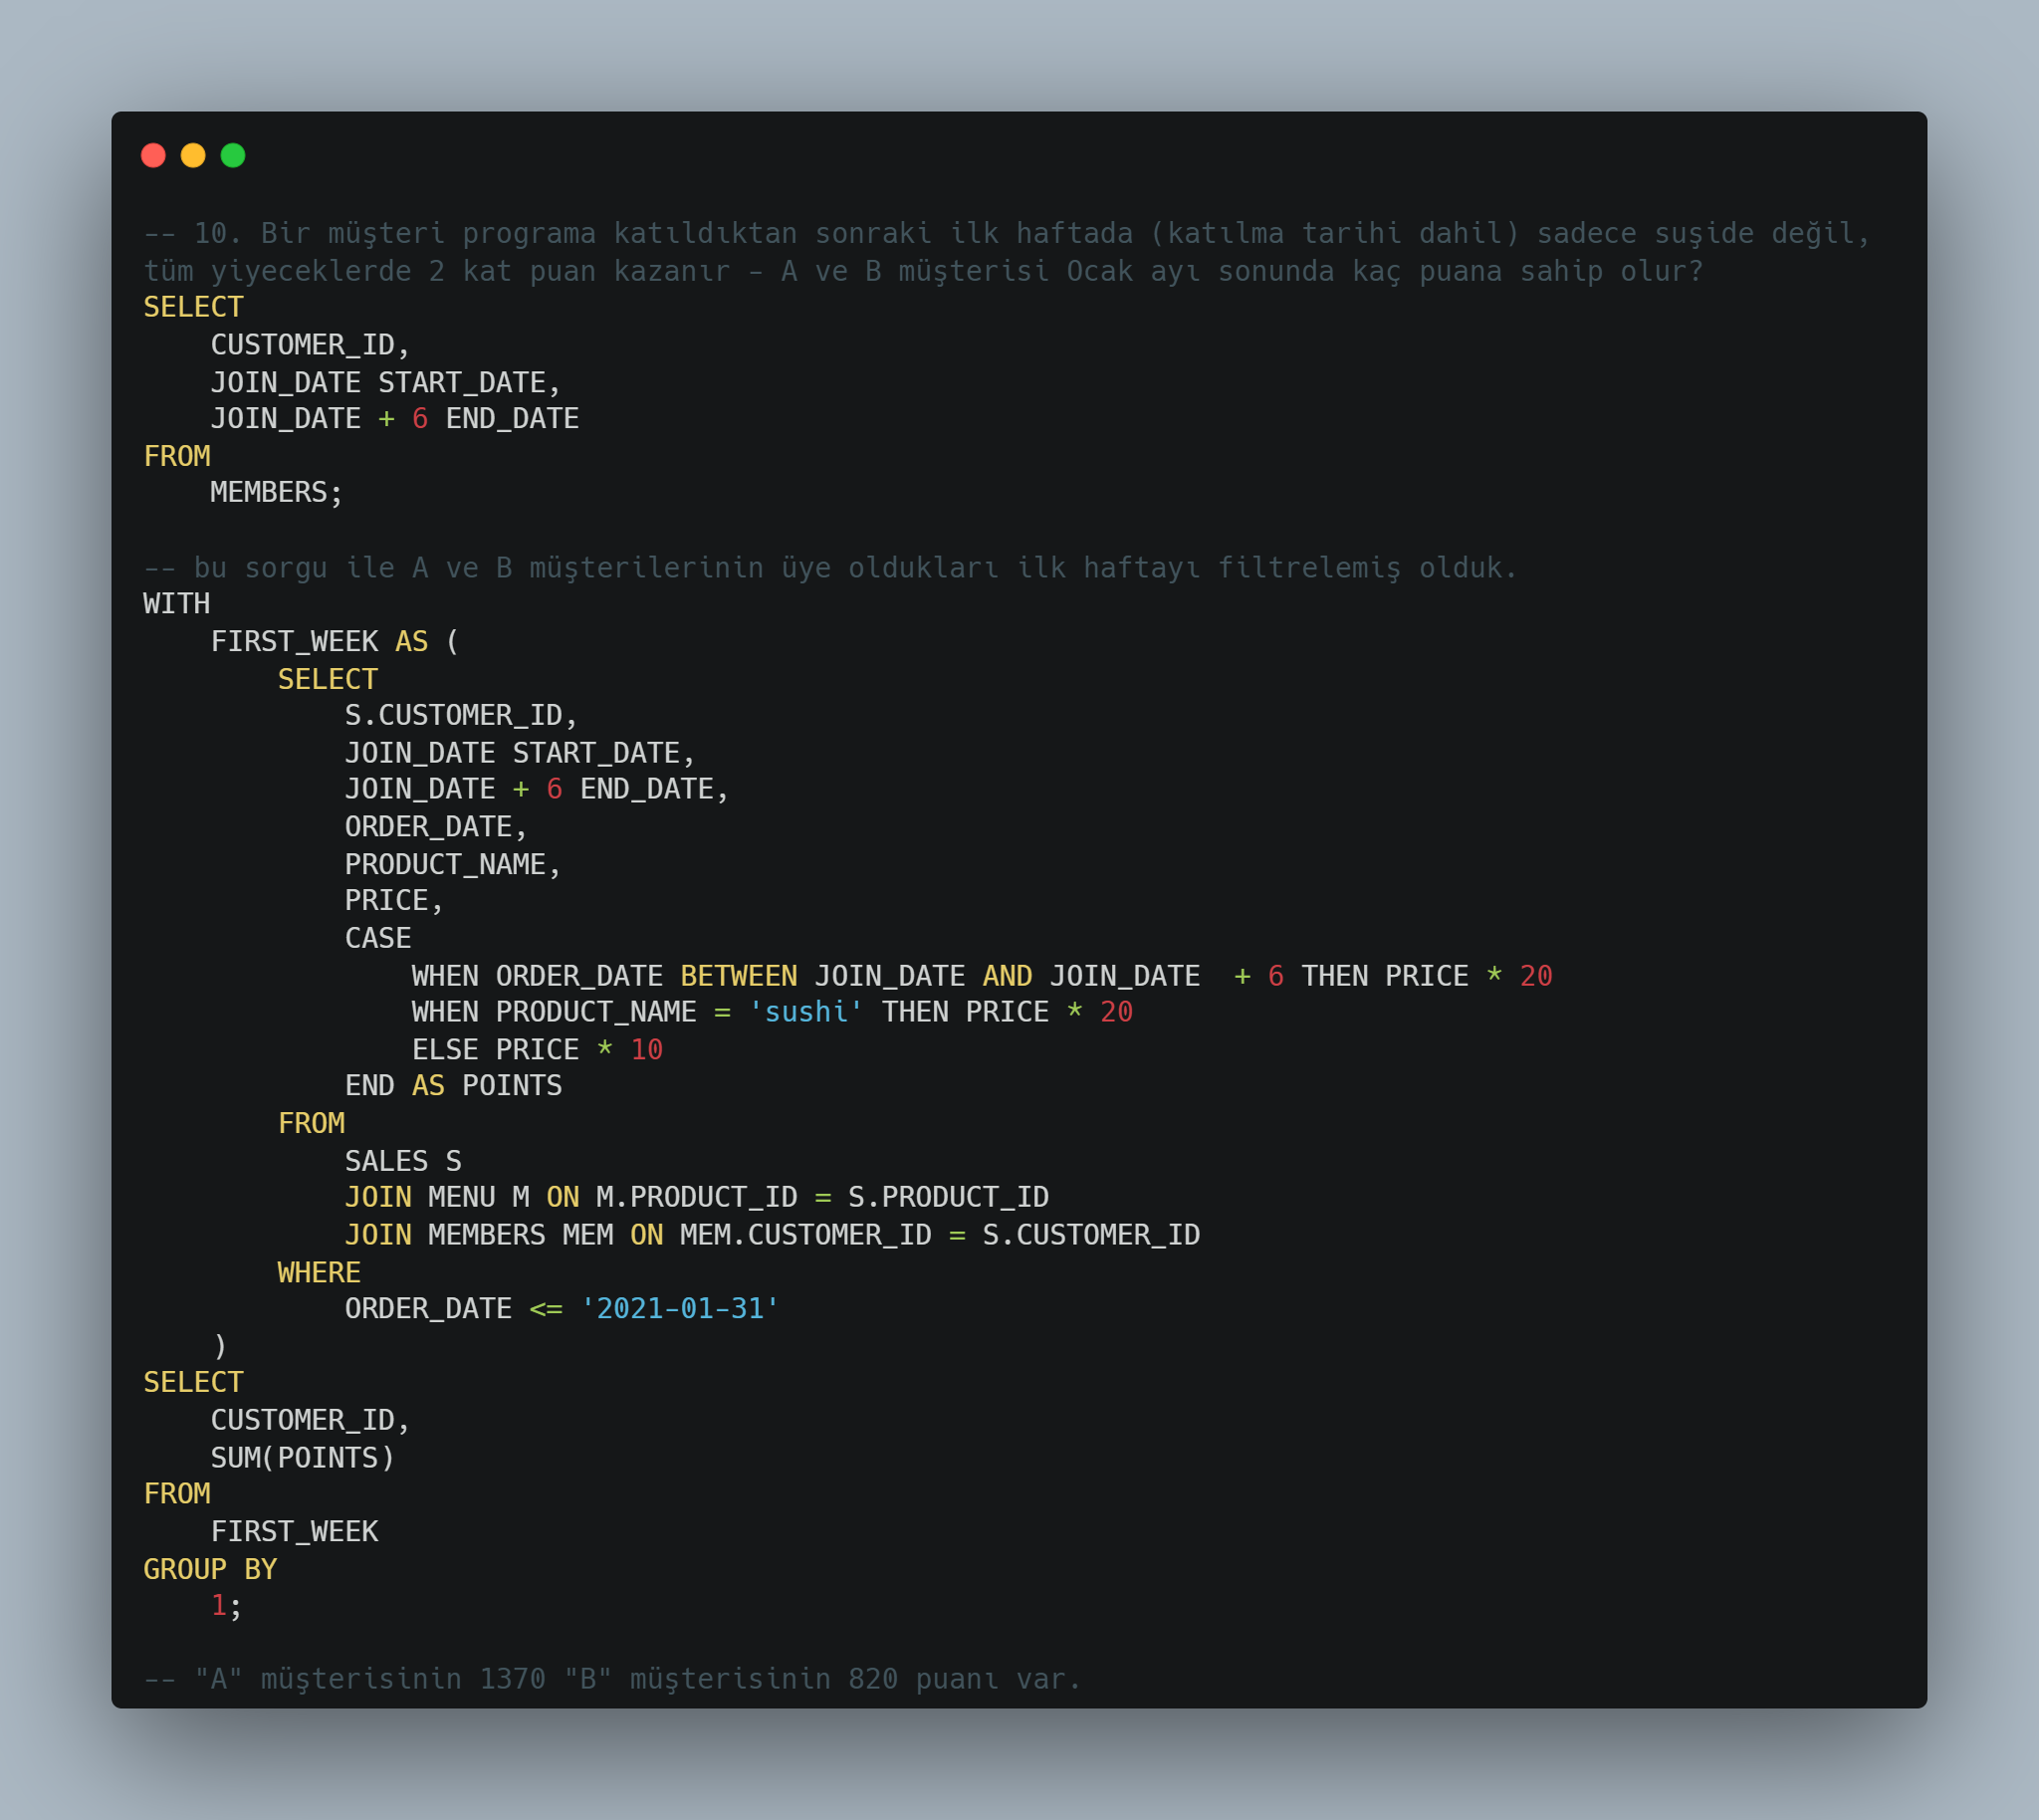 -- 10. Bir müşteri programa katıldıktan sonraki ilk haftada (katılma tarihi dahil) sadece suşide değil,
tüm yiyeceklerde 2 kat puan kazanır - A ve B müşterisi Ocak ayı sonunda kaç puana sahip olur?
SELECT
    CUSTOMER_ID,
    JOIN_DATE START_DATE,
    JOIN_DATE + 6 END_DATE
FROM
    MEMBERS;

-- bu sorgu ile A ve B müşterilerinin üye oldukları ilk haftayı filtrelemiş olduk.
WITH
    FIRST_WEEK AS (
        SELECT
            S.CUSTOMER_ID,
            JOIN_DATE START_DATE,
            JOIN_DATE + 6 END_DATE,
            ORDER_DATE,
            PRODUCT_NAME,
            PRICE,
            CASE
                WHEN ORDER_DATE BETWEEN JOIN_DATE AND JOIN_DATE  + 6 THEN PRICE * 20
                WHEN PRODUCT_NAME = 'sushi' THEN PRICE * 20
                ELSE PRICE * 10
            END AS POINTS
        FROM
            SALES S
            JOIN MENU M ON M.PRODUCT_ID = S.PRODUCT_ID
            JOIN MEMBERS MEM ON MEM.CUSTOMER_ID = S.CUSTOMER_ID
        WHERE
            ORDER_DATE <= '2021-01-31'
    )
SELECT
    CUSTOMER_ID,
    SUM(POINTS)
FROM
    FIRST_WEEK
GROUP BY
    1;

-- "A" müşterisinin 1370 "B" müşterisinin 820 puanı var.